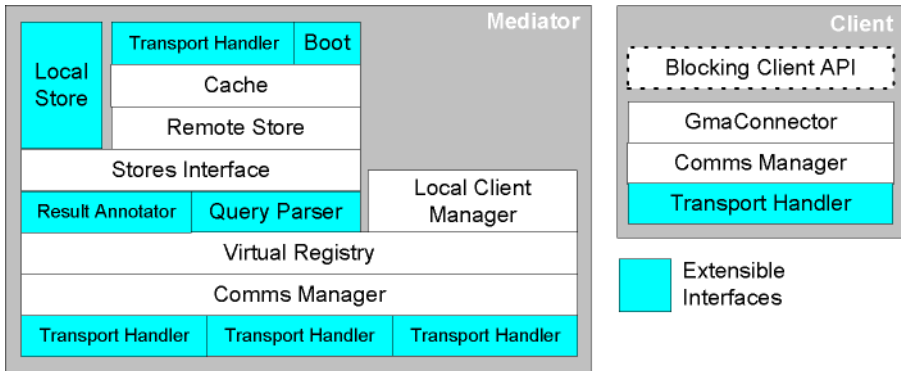 Mediator
Transport Handler
Boot
Local
Store
Cache
Remote Store
Stores Interface
Result Annotator
Query Parser
Local Client
Manager
Virtual Registry
Comms Manager
Transport Handler
Transport Handler
Transport Handler
Client
Blocking Client API
GmaConnector
Comms Manager
Transport Handler
Extensible
Interfaces